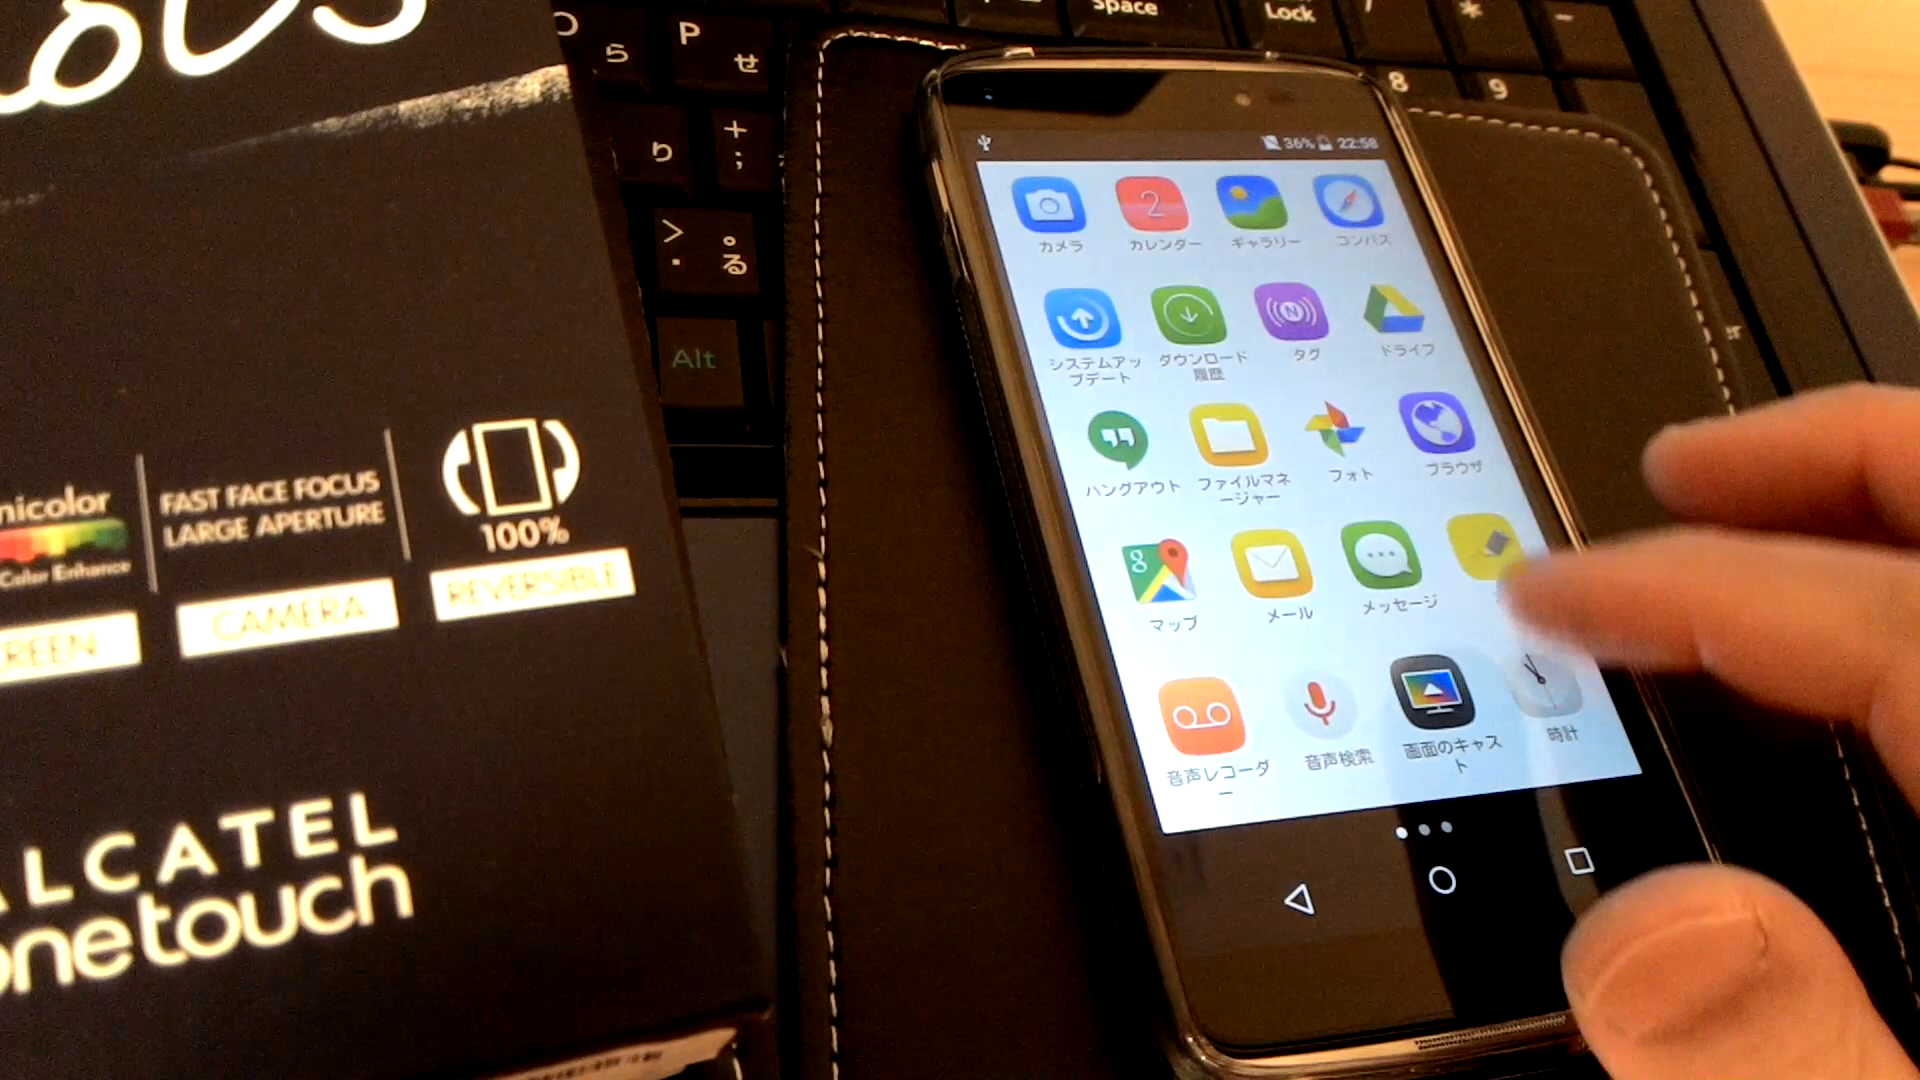 P
せ
ら
り
+
;
>
.
。
る
Alt
Space
Lock
8
9
*
-
nicolor
Color Enhance
REEN
FAST FACE FOCUS
LARGE APERTURE
CAMERA
100%
REVERSIBLE
LCATEL
onetouch
36% 22:58
カメラ
2
カレンダー
ギャラリー
コンパス
システムアッ
プデート
ダウンロード
履歴
N
タグ
ドライブ
ハングアウト
ファイルマネ
ージャー
フォト
ブラウザ
8
マップ
メール
メッセージ
音声レコーダ
ー
音声検索
画面のキャス
ト
時計